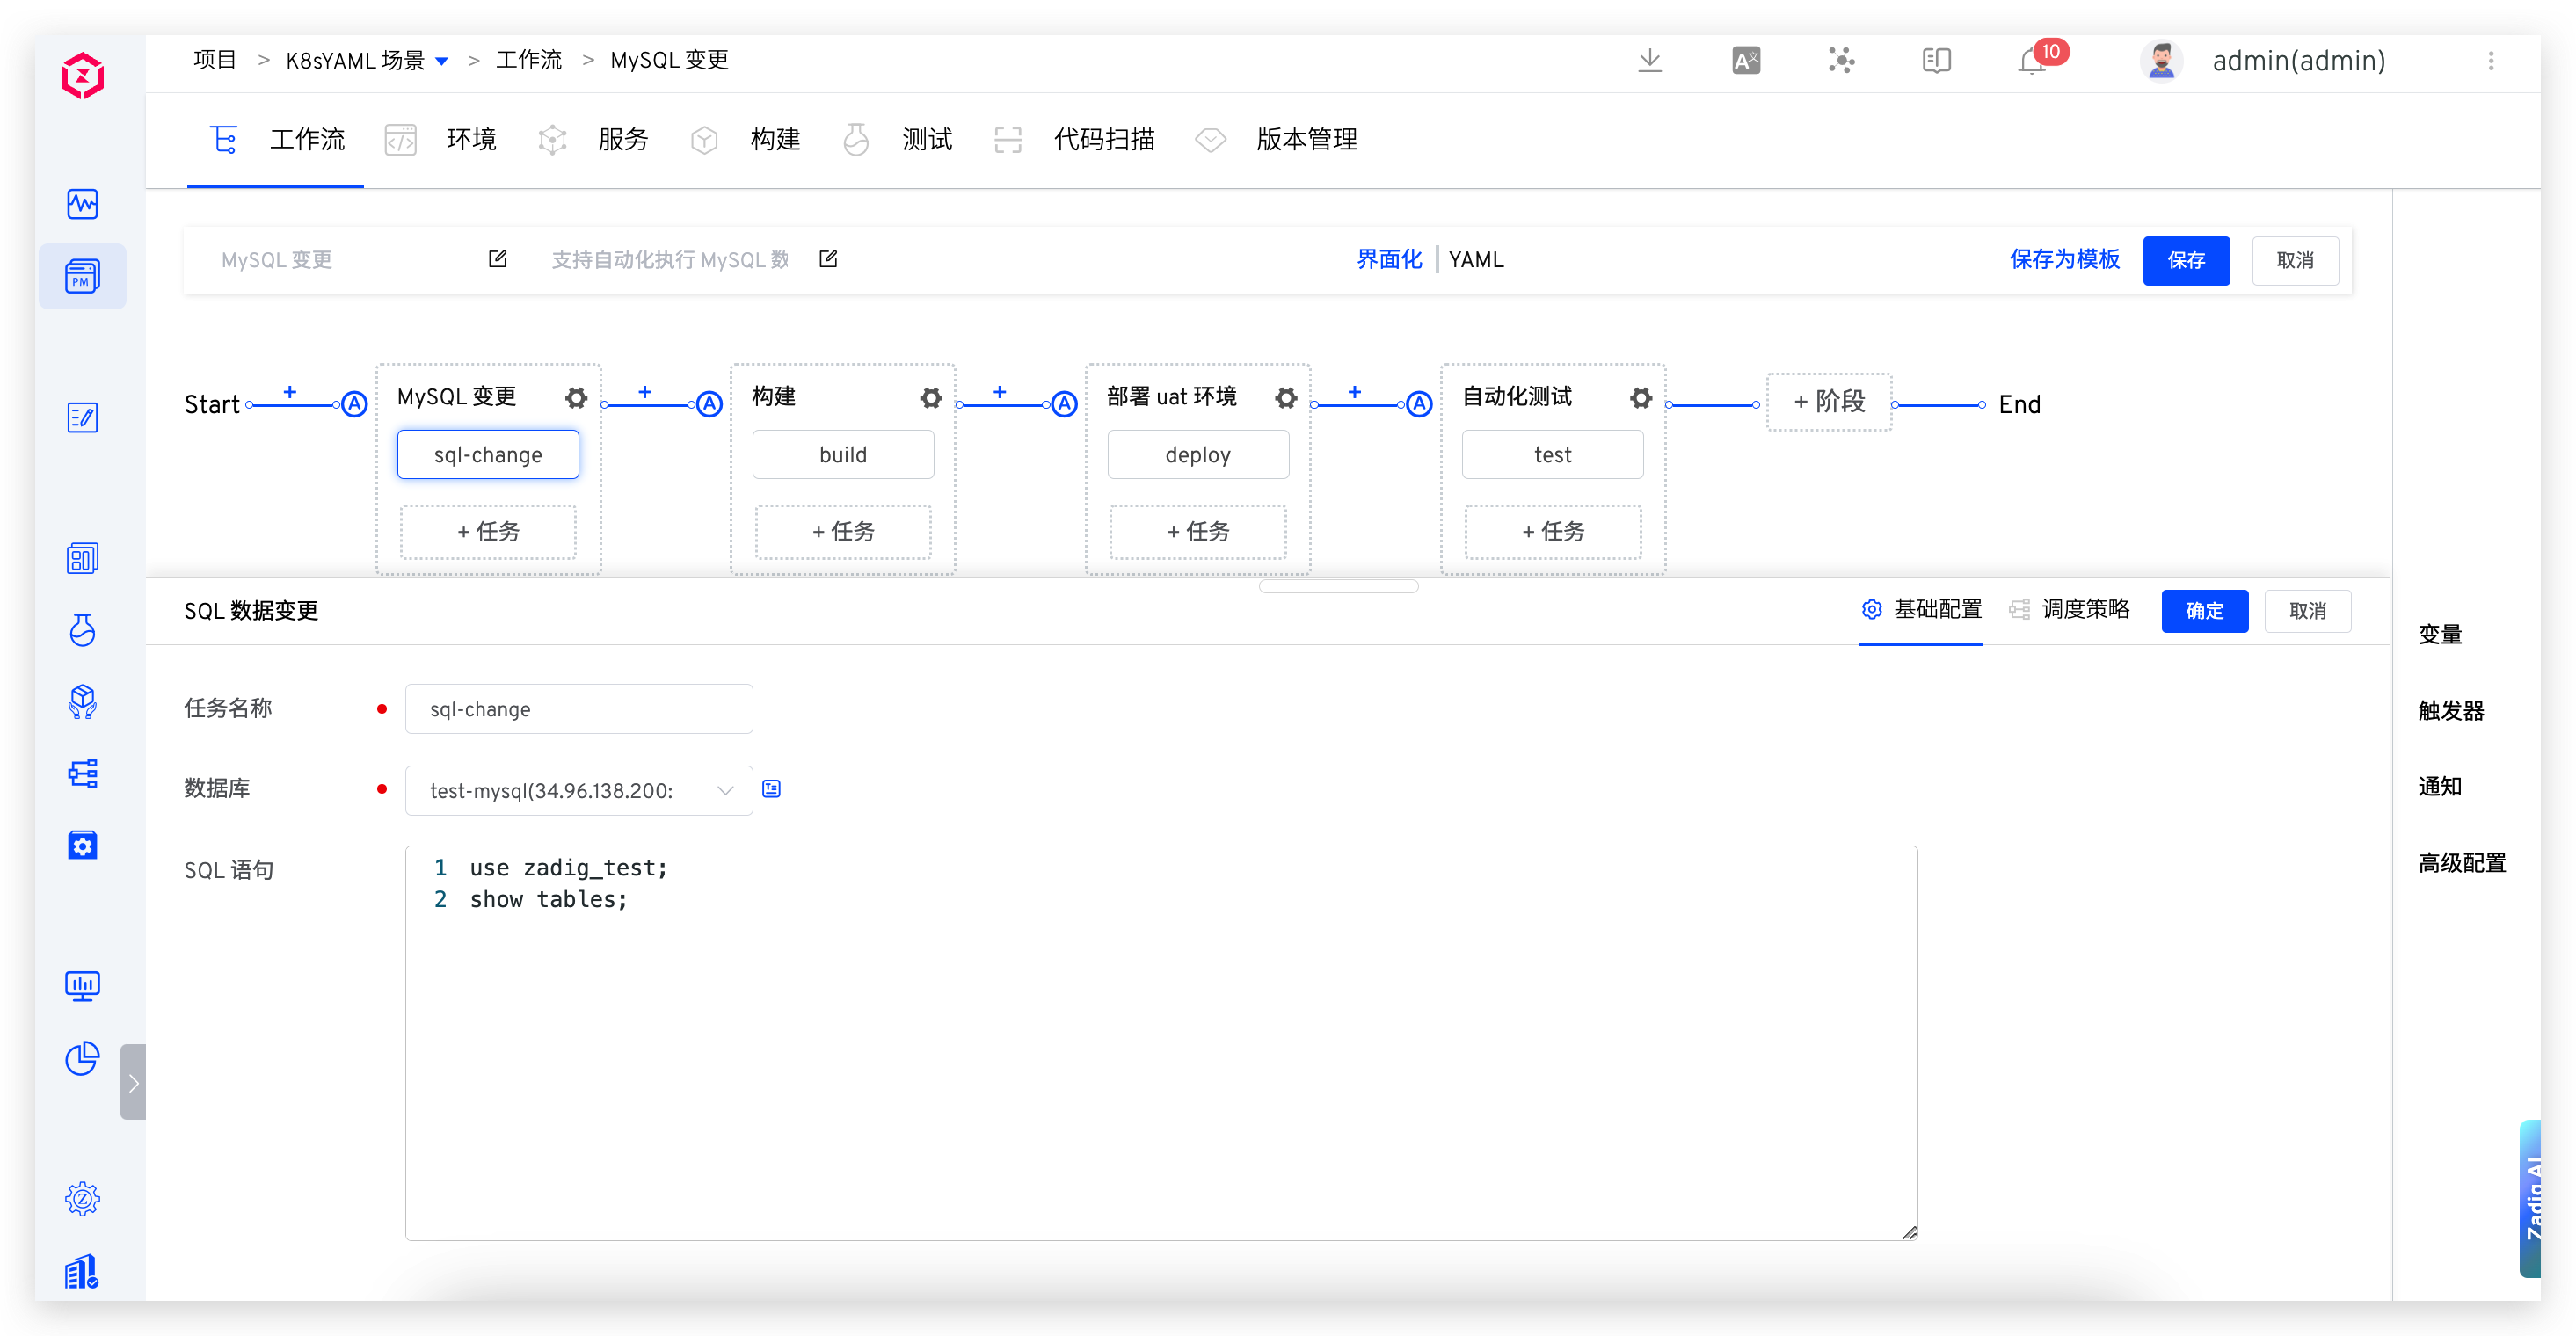 项目 > K8sYAML 场景 > 工作流 > MySQL 变更
10
admin(admin)
工作流 环境 服务 构建 测试 代码扫描 版本管理
PM
MySQL 变更 支持自动化执行 MySQL 数 界面化 YAML 保存为模板 保存 取消
Start + A MySQL 变更 + A 构建 + A 部署 uat 环境 + A 自动化测试 + 阶段 End
sql-change build deploy test
+ 任务 + 任务 + 任务 + 任务
SQL 数据变更 基础配置 调度策略 确定 取消
变量
任务名称 sql-change
触发器
数据库 test-mysql(34.96.138.200:
通知
SQL 语句
1 use zadig_test;
2 show tables;
高级配置
Zadig AI